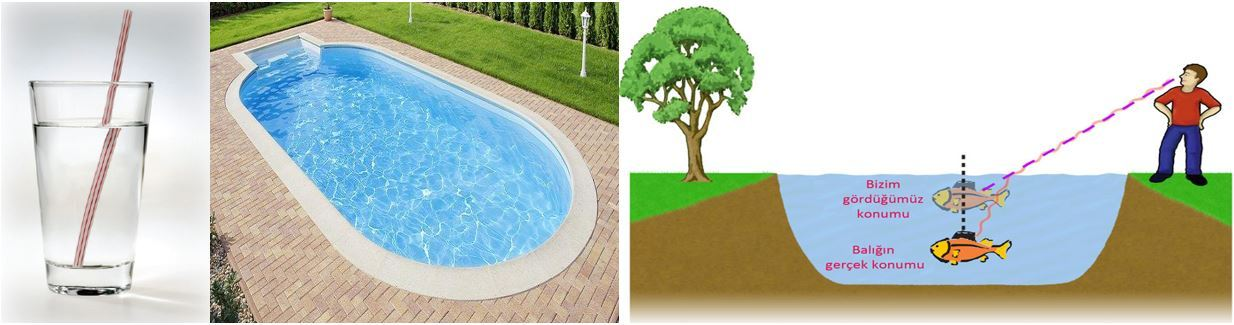 Bizim
gördüğümüz
konumu
Balığın
gerçek konumu